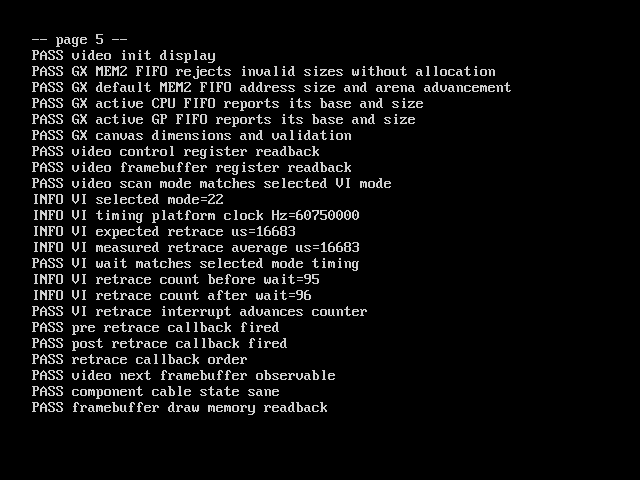 -- page 5 --
PASS video init display
PASS GX MEM2 FIFO rejects invalid sizes without allocation
PASS GX default MEM2 FIFO address size and arena advancement
PASS GX active CPU FIFO reports its base and size
PASS GX active GP FIFO reports its base and size
PASS GX canvas dimensions and validation
PASS video control register readback
PASS video framebuffer register readback
PASS video scan mode matches selected VI mode
INFO VI selected mode=22
INFO VI timing platform clock Hz=60750000
INFO VI expected retrace us=16683
INFO VI measured retrace average us=16683
PASS VI wait matches selected mode timing
INFO VI retrace count before wait=95
INFO VI retrace count after wait=96
PASS VI retrace interrupt advances counter
PASS pre retrace callback fired
PASS post retrace callback fired
PASS retrace callback order
PASS video next framebuffer observable
PASS component cable state sane
PASS framebuffer draw memory readback